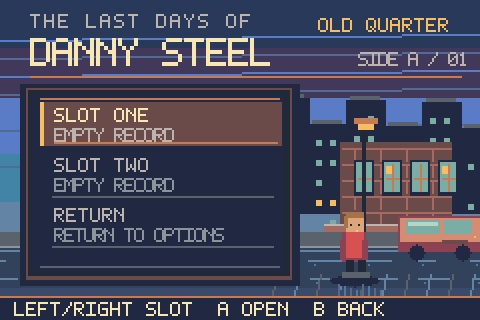 THE LAST DAYS OF
DANNY STEEL
OLD QUARTER
SIDE A / 01
SLOT ONE
EMPTY RECORD
SLOT TWO
EMPTY RECORD
RETURN
RETURN TO OPTIONS
LEFT/RIGHT SLOT A OPEN B BACK